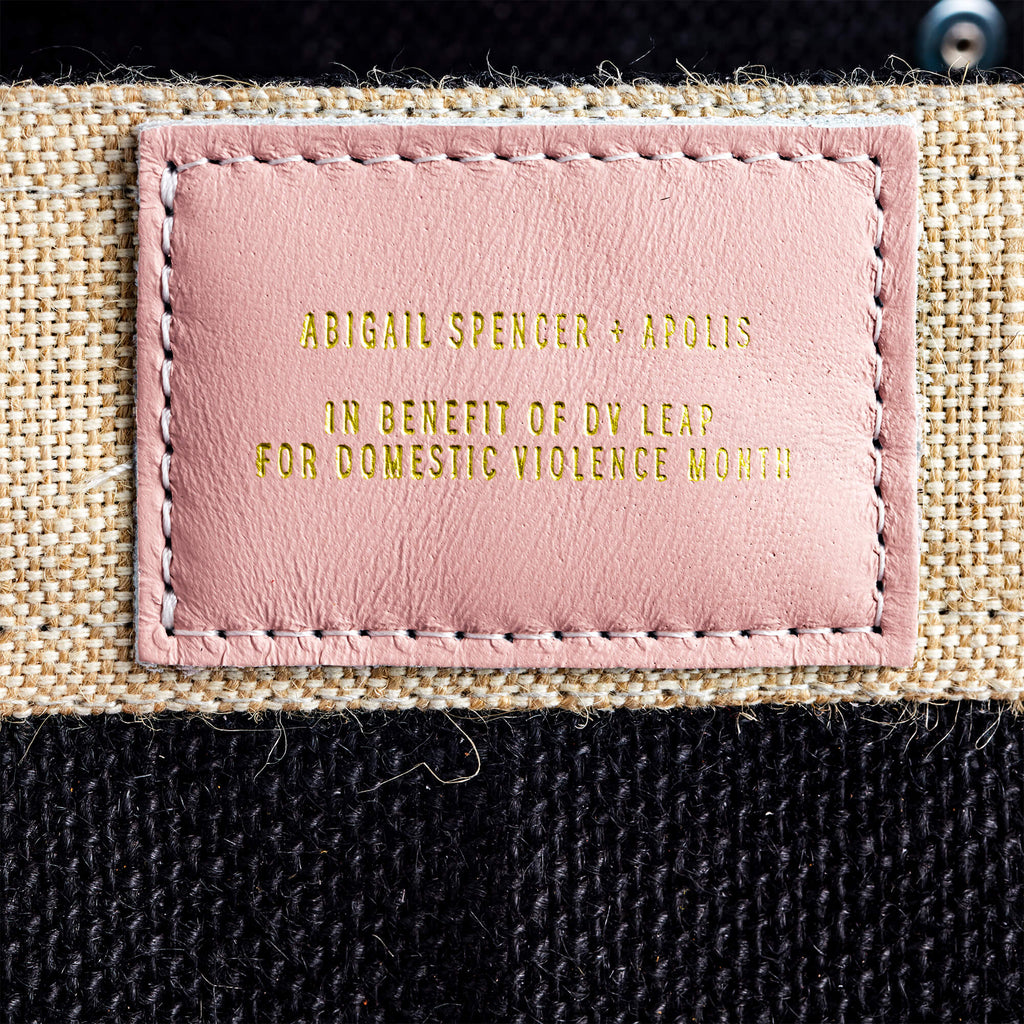 ABIGAIL SPENCER + APOLIS
IN BENEFIT OF DV LEAP
FOR DOMESTIC VIOLENCE MONTH